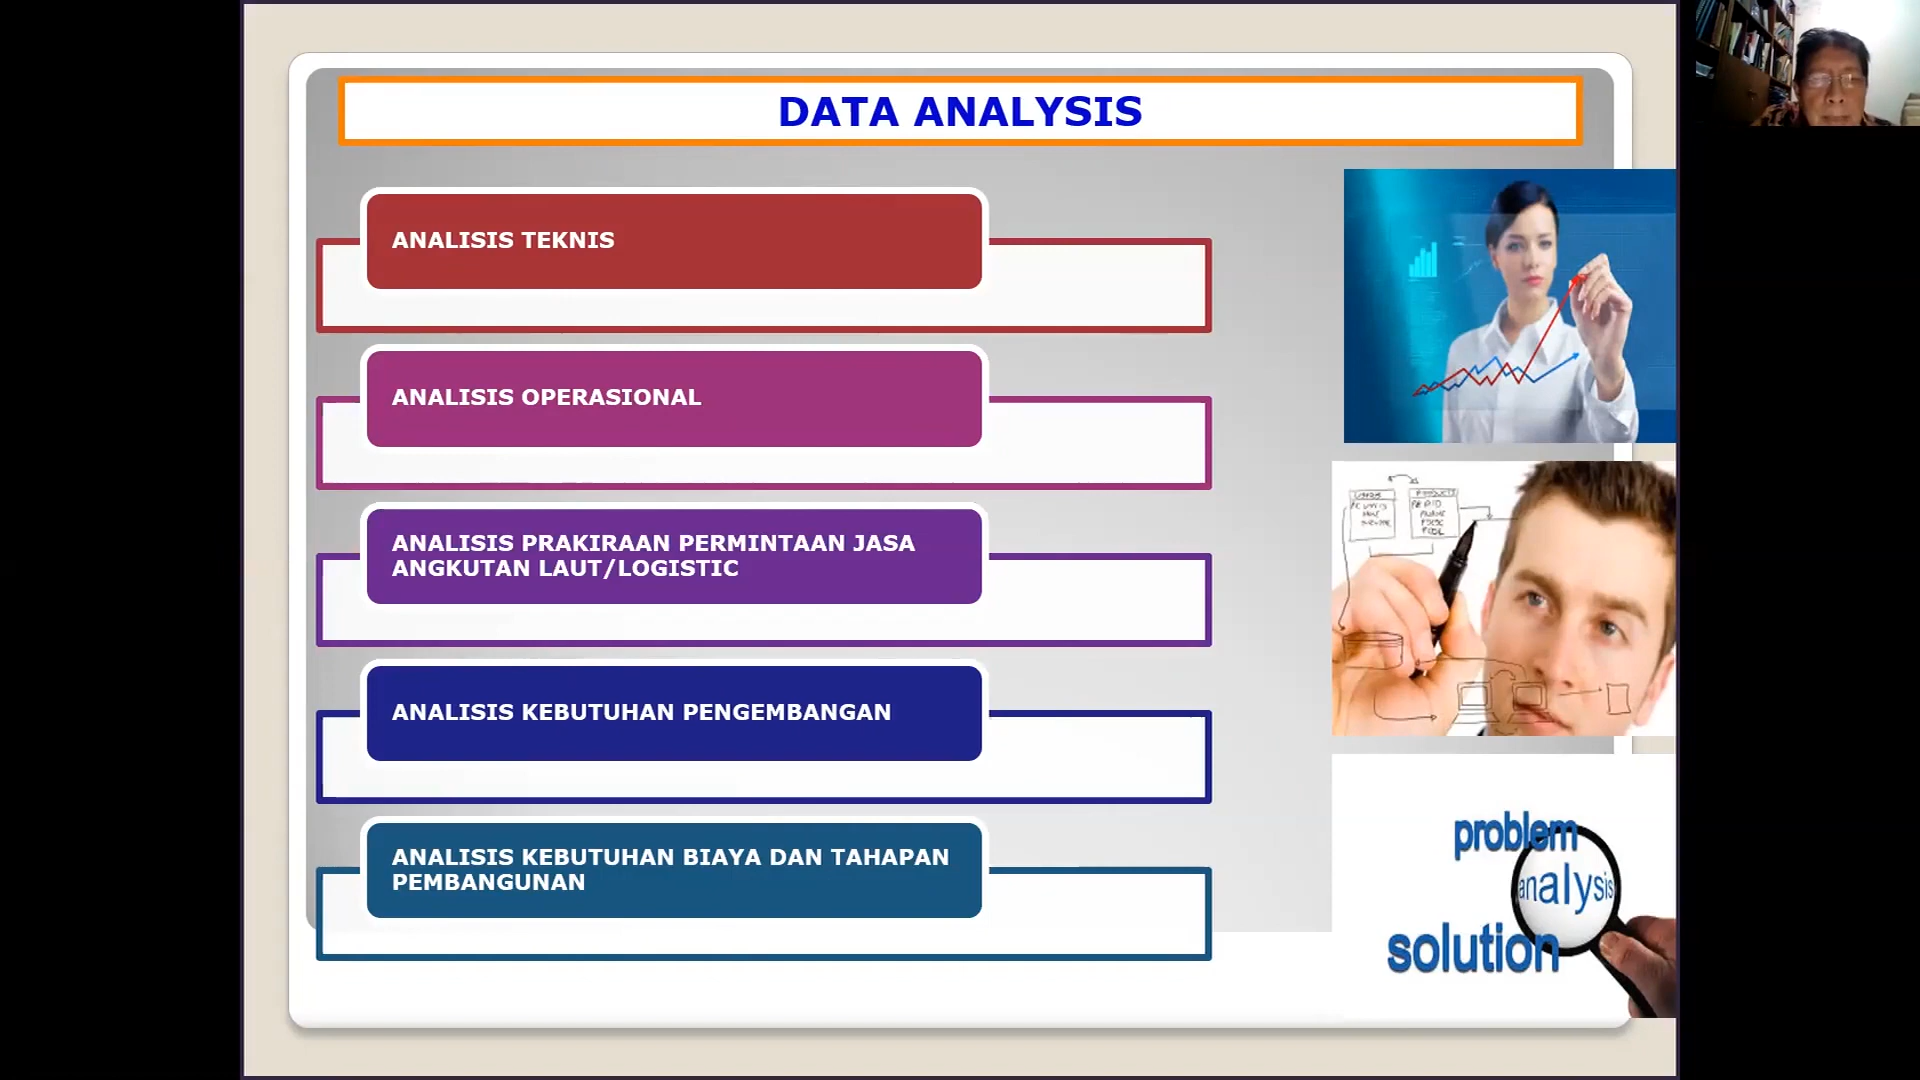 DATA ANALYSIS
ANALISIS TEKNIS
ANALISIS OPERASIONAL
ANALISIS PRAKIRAAN PERMINTAAN JASA
ANGKUTAN LAUT/LOGISTIC
ANALISIS KEBUTUHAN PENGEMBANGAN
ANALISIS KEBUTUHAN BIAYA DAN TAHAPAN
PEMBANGUNAN
problem
analysis
solution